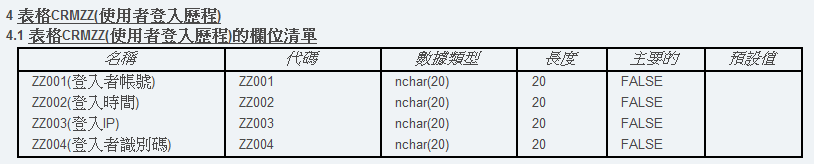 4 表格CRMZZ(使用者登入歷程)
4.1 表格CRMZZ(使用者登入歷程)的欄位清單
名稱 代碼 數據類型 長度 主要的 預設值
ZZ001(登入者帳號) ZZ001 nchar(20) 20 FALSE
ZZ002(登入時間) ZZ002 nchar(20) 20 FALSE
ZZ003(登入IP) ZZ003 nchar(20) 20 FALSE
ZZ004(登入者識別碼) ZZ004 nchar(20) 20 FALSE